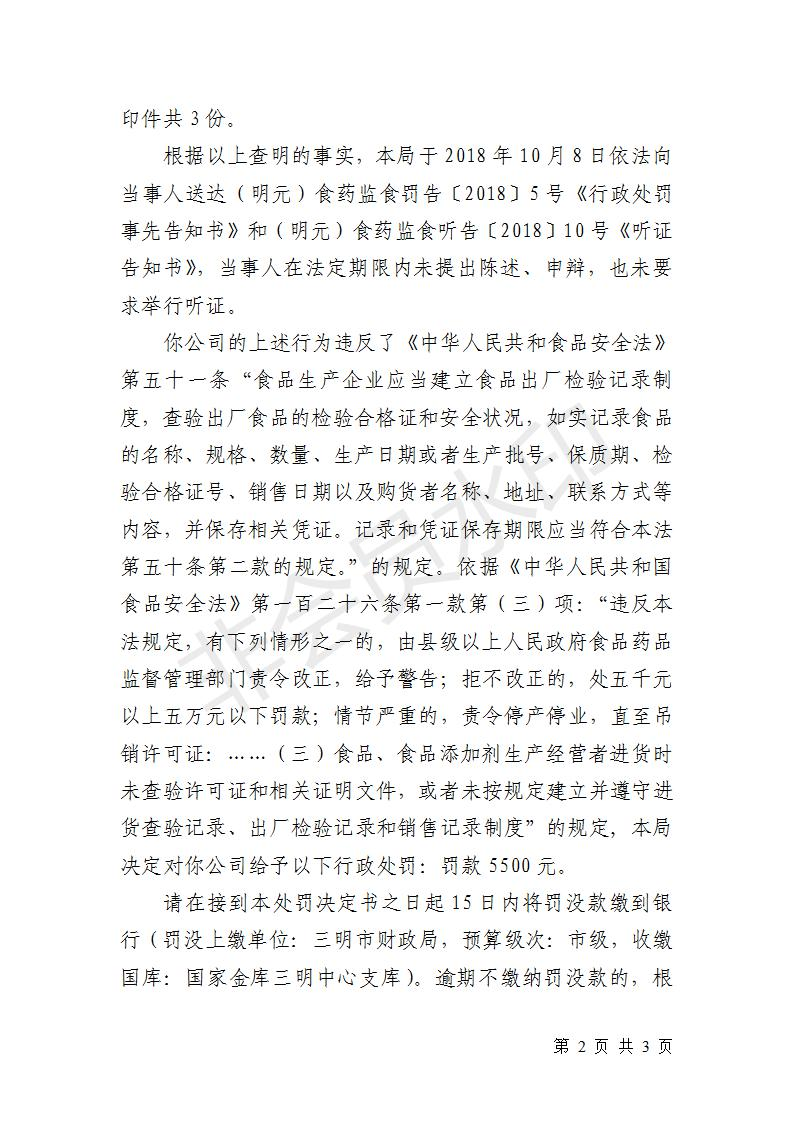 印件共 3 份。
根据以上查明的事实，本局于 2018 年 10 月 8 日依法向
当事人送达（明元）食药监食罚告〔2018〕5 号《行政处罚
事先告知书》和（明元）食药监食听告〔2018〕10 号《听证
告知书》，当事人在法定期限内未提出陈述、申辩，也未要
求举行听证。
你公司的上述行为违反了《中华人民共和食品安全法》
第五十一条“食品生产企业应当建立食品出厂检验记录制
度，查验出厂食品的检验合格证和安全状况，如实记录食品
的名称、规格、数量、生产日期或者生产批号、保质期、检
验合格证号、销售日期以及购货者名称、地址、联系方式等
内容，并保存相关凭证。记录和凭证保存期限应当符合本法
第五十条第二款的规定。”的规定。依据《中华人民共和国
食品安全法》第一百二十六条第一款第（三）项：“违反本
法规定，有下列情形之一的，由县级以上人民政府食品药品
监督管理部门责令改正，给予警告；拒不改正的，处五千元
以上五万元以下罚款；情节严重的，责令停产停业，直至吊
销许可证：……（三）食品、食品添加剂生产经营者进货时
未查验许可证和相关证明文件，或者未按规定建立并遵守进
货查验记录、出厂检验记录和销售记录制度”的规定，本局
决定对你公司给予以下行政处罚：罚款 5500 元。
请在接到本处罚决定书之日起 15 日内将罚没款缴到银
行（罚没上缴单位：三明市财政局，预算级次：市级，收缴
国库：国家金库三明中心支库）。逾期不缴纳罚没款的，根
第 2 页 共 3 页
非会员水印